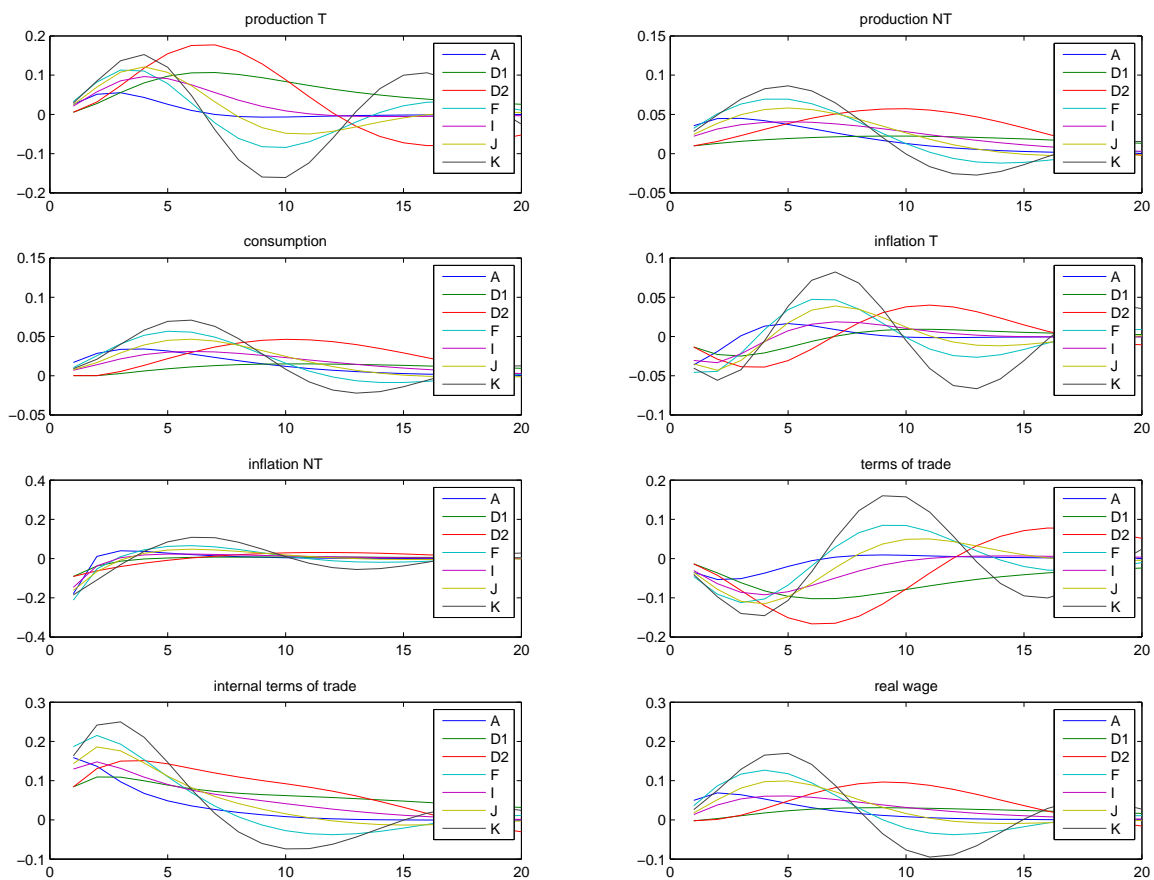 production T
0.2
0.1
0
−0.1
−0.2
0 5 10 15 20
A
D1
D2
F
I
J
K
production NT
0.15
0.1
0.05
0
−0.05
0 5 10 15 20
A
D1
D2
F
I
J
K
consumption
0.15
0.1
0.05
0
−0.05
0 5 10 15 20
A
D1
D2
F
I
J
K
inflation T
0.1
0.05
0
−0.05
−0.1
0 5 10 15 20
A
D1
D2
F
I
J
K
inflation NT
0.4
0.2
0
−0.2
−0.4
0 5 10 15 20
A
D1
D2
F
I
J
K
terms of trade
0.2
0.1
0
−0.1
−0.2
0 5 10 15 20
A
D1
D2
F
I
J
K
internal terms of trade
0.3
0.2
0.1
0
−0.1
0 5 10 15 20
A
D1
D2
F
I
J
K
real wage
0.3
0.2
0.1
0
−0.1
0 5 10 15 20
A
D1
D2
F
I
J
K